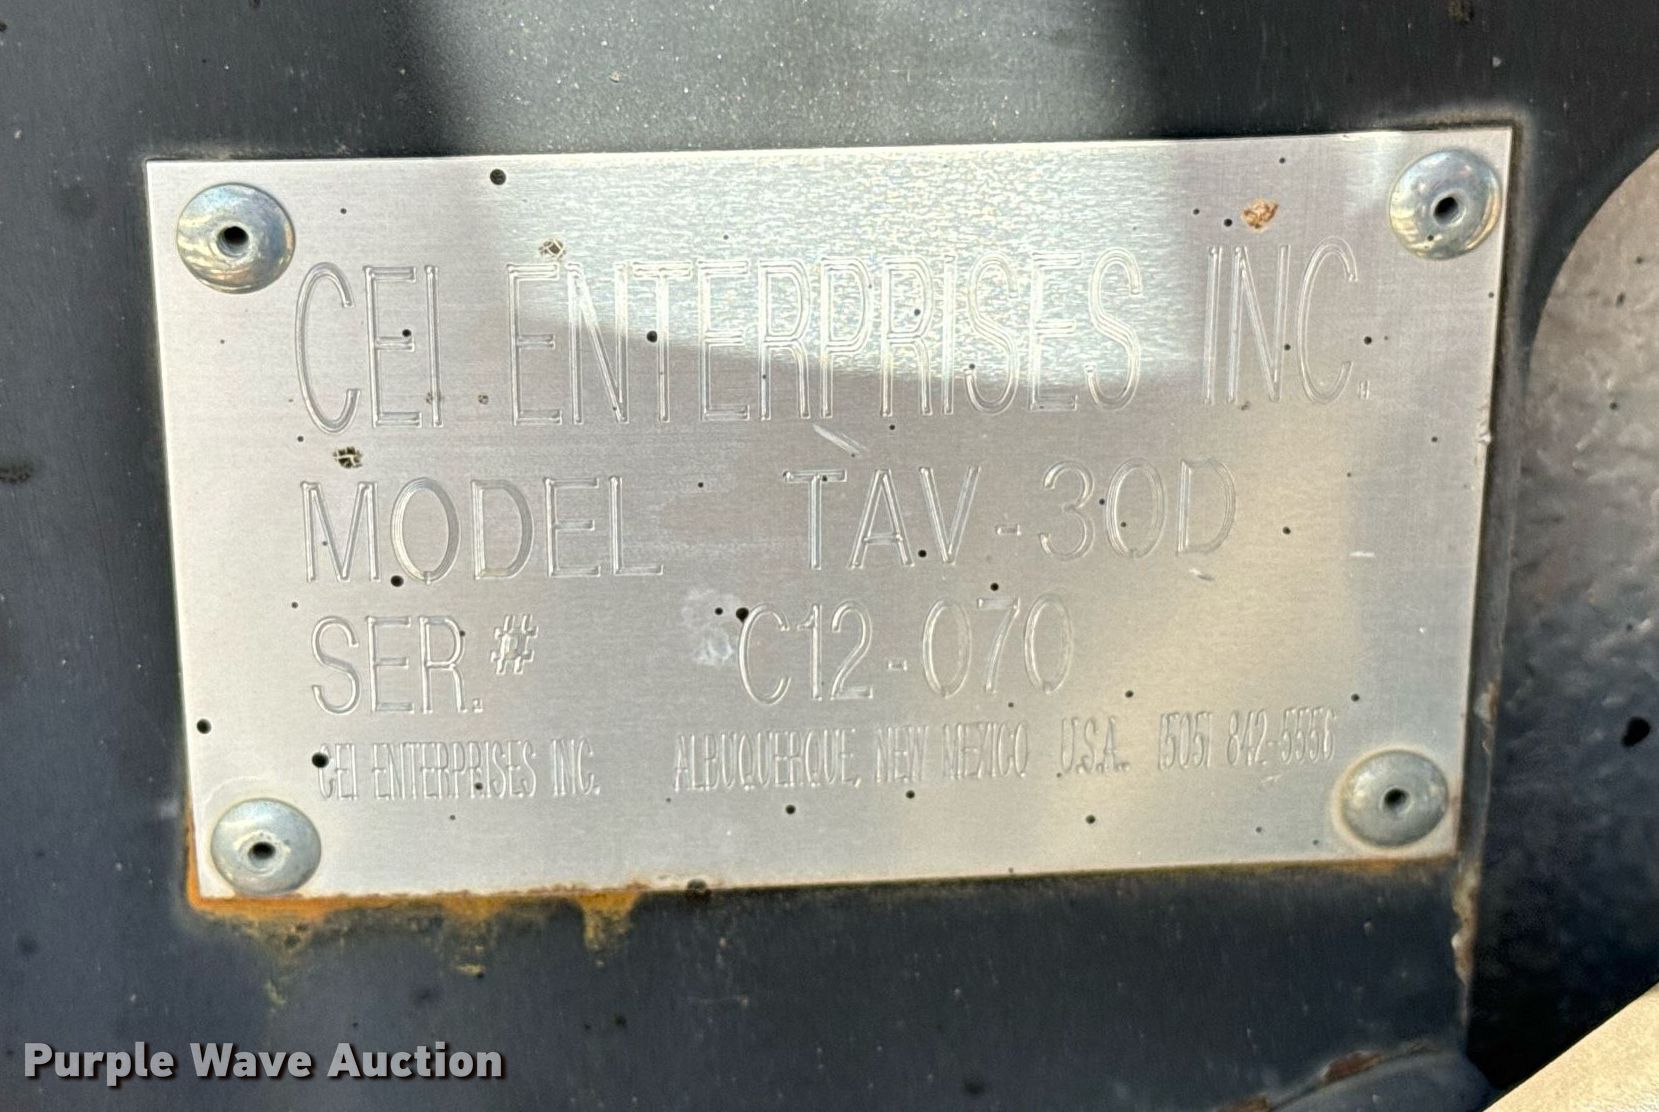 CEI ENTERPRISES INC.
MODEL TAV-30D
SER.# C12-070
CEI ENTERPRISES INC. ALBUQUERQUE, NEW MEXICO U.S.A. (505) 842-5556
Purple Wave Auction